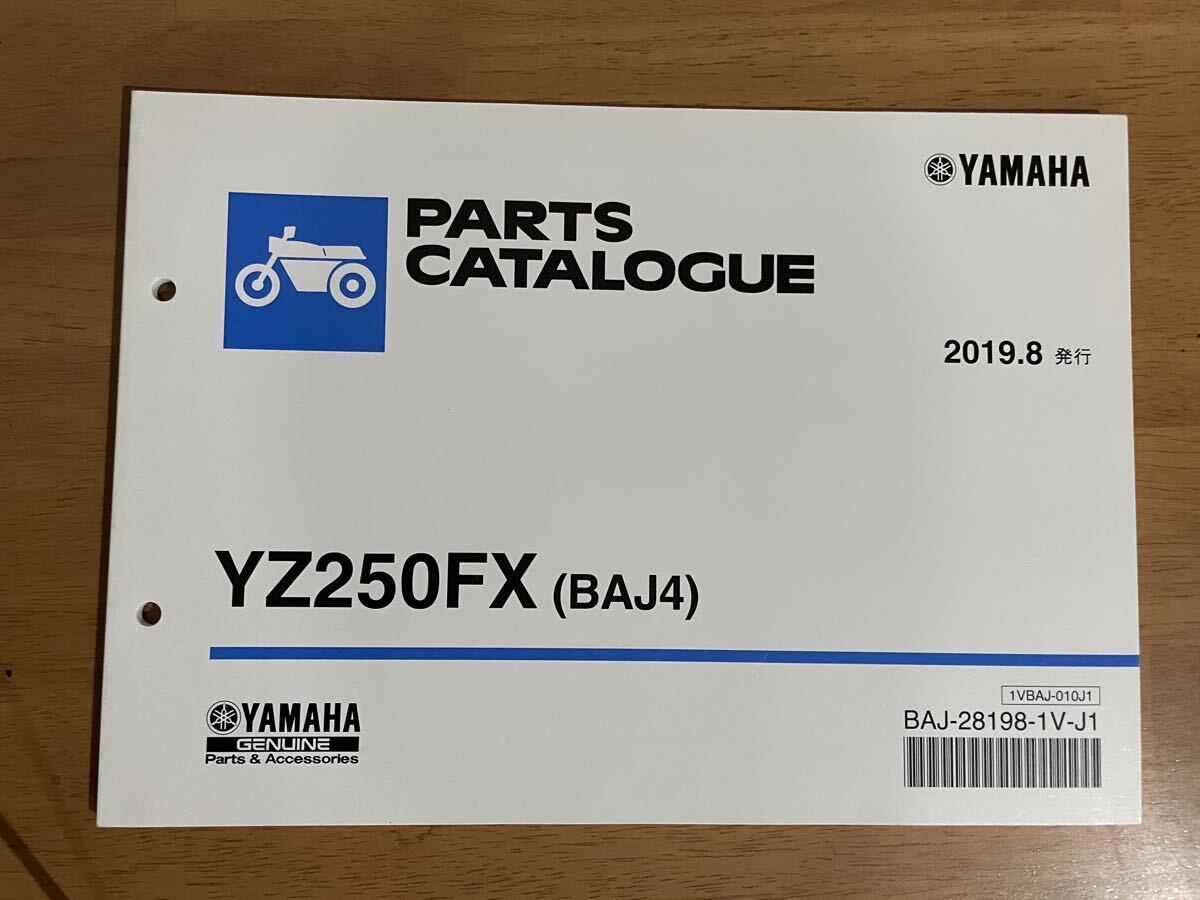 YAMAHA
PARTS
CATALOGUE
2019.8 発行
YZ250FX (BAJ4)
YAMAHA
GENUINE
Parts & Accessories
1VBAJ-010J1
BAJ-28198-1V-J1